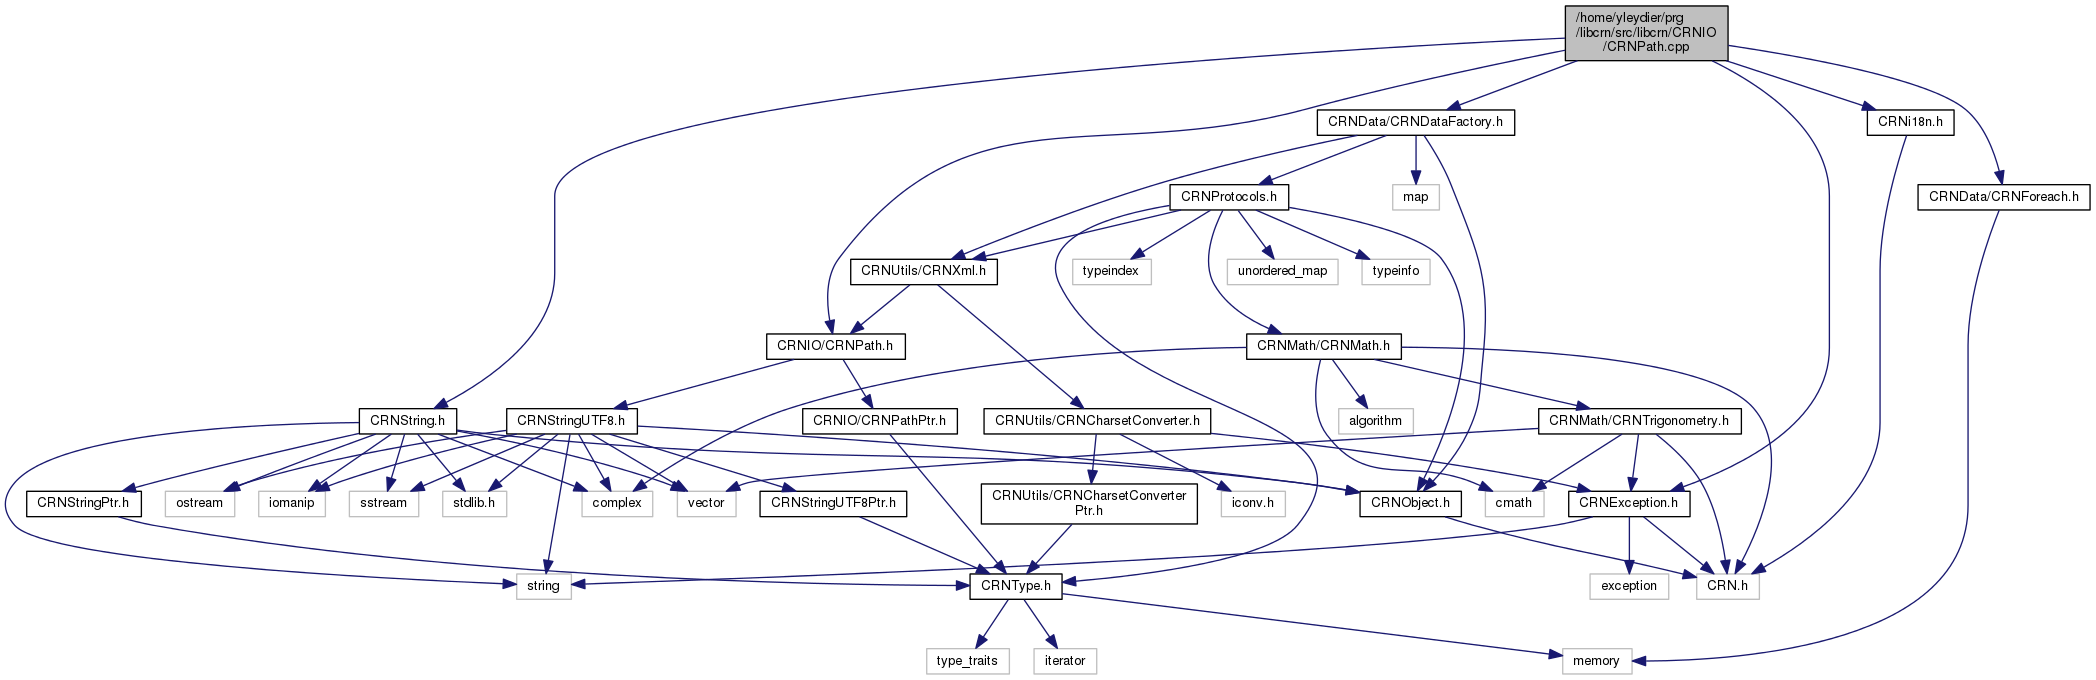 /home/yleydier/prg
/libcrn/src/libcrn/CRNIO
/CRNPath.cpp
CRNData/CRNDataFactory.h
CRNi18n.h
CRNProtocols.h
map
CRNData/CRNForeach.h
CRNUtils/CRNXml.h
typeindex
unordered_map
typeinfo
CRNIO/CRNPath.h
CRNMath/CRNMath.h
CRNString.h
CRNStringUTF8.h
CRNIO/CRNPathPtr.h
CRNUtils/CRNCharsetConverter.h
algorithm
CRNMath/CRNTrigonometry.h
CRNStringPtr.h
ostream
iomanip
sstream
stdlib.h
complex
vector
CRNStringUTF8Ptr.h
CRNUtils/CRNCharsetConverter
Ptr.h
iconv.h
CRNObject.h
cmath
CRNException.h
string
CRNType.h
exception
CRN.h
type_traits
iterator
memory